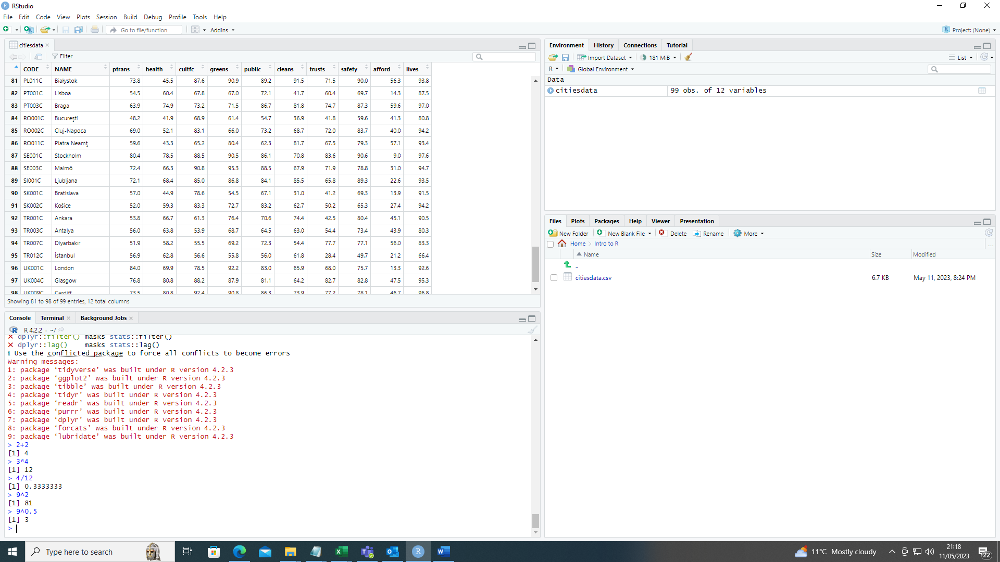 RStudio
File Edit Code View Plots Session Build Debug Profile Tools Help
Go to file/function Addins Project: (None)
citiesdata
Filter
CODE NAME ptrans health cultfc greens public cleans trusts safety afford lives
81 PL011C Białystok 73.8 45.5 87.6 90.9 89.2 91.5 71.5 90.0 56.3 93.8
82 PT001C Lisboa 54.5 60.4 67.8 67.0 72.1 41.7 60.4 69.7 14.3 87.5
83 PT003C Braga 63.9 74.9 73.2 71.5 86.7 81.8 74.7 87.3 59.6 97.0
84 RO001C Bucureşti 48.2 41.9 68.9 61.4 54.7 36.9 41.8 59.6 41.3 80.8
85 RO002C Cluj-Napoca 69.0 52.1 83.1 66.0 73.2 68.7 72.0 83.7 40.0 94.2
86 RO011C Piatra Neamţ 59.6 43.3 65.2 80.4 62.3 81.7 67.5 79.3 57.1 93.4
87 SE001C Stockholm 80.4 78.5 88.5 90.5 86.1 70.8 83.6 90.6 9.0 97.6
88 SE003C Malmö 72.4 66.3 90.8 95.3 88.5 67.9 71.9 78.8 31.0 94.7
89 SI001C Ljubljana 72.1 68.4 85.0 86.8 84.1 85.5 65.8 89.3 22.6 93.5
90 SK001C Bratislava 57.0 44.9 78.6 54.5 67.1 31.0 41.2 69.3 13.9 91.5
91 SK002C Košice 52.0 59.3 83.3 72.7 83.2 62.7 50.2 65.3 27.4 94.2
92 TR001C Ankara 53.8 66.7 61.3 76.4 70.6 74.4 42.5 80.4 45.1 90.5
93 TR003C Antalya 56.0 63.8 53.9 68.7 64.5 63.0 54.4 73.4 43.9 80.3
94 TR007C Diyarbakır 51.9 58.2 55.5 69.2 72.3 54.4 77.7 77.1 56.0 83.3
95 TR012C İstanbul 56.9 62.8 56.6 55.8 56.0 61.8 28.4 49.7 21.2 66.4
96 UK001C London 84.0 69.9 78.5 92.2 83.0 65.9 68.0 75.7 13.3 92.6
97 UK004C Glasgow 76.8 80.8 88.2 87.9 81.1 64.2 82.7 82.8 47.5 95.3
98 UK009C Cardiff 73.5 80.8 92.4 90.8 86.3 73.9 77.2 78.1 46.7 96.8
Showing 81 to 98 of 99 entries, 12 total columns
Console Terminal Background Jobs
R 4.2.2 · ~/
✕ dplyr::filter() masks stats::filter()
✕ dplyr::lag() masks stats::lag()
ℹ Use the conflicted package to force all conflicts to become errors
Warning messages:
1: package ‘tidyverse’ was built under R version 4.2.3
2: package ‘ggplot2’ was built under R version 4.2.3
3: package ‘tibble’ was built under R version 4.2.3
4: package ‘tidyr’ was built under R version 4.2.3
5: package ‘readr’ was built under R version 4.2.3
6: package ‘purrr’ was built under R version 4.2.3
7: package ‘dplyr’ was built under R version 4.2.3
8: package ‘forcats’ was built under R version 4.2.3
9: package ‘lubridate’ was built under R version 4.2.3
> 2+2
[1] 4
> 3*4
[1] 12
> 4/12
[1] 0.3333333
> 9^2
[1] 81
> 9^0.5
[1] 3
>
Environment History Connections Tutorial
Import Dataset 181 MiB List
R Global Environment
Data
citiesdata 99 obs. of 12 variables
Files Plots Packages Help Viewer Presentation
New Folder New Blank File Delete Rename More
Home Intro to R ...
Name Size Modified
..
citiesdata.csv 6.7 KB May 11, 2023, 8:24 PM
Type here to search
11°C Mostly cloudy
21:18
11/05/2023
22